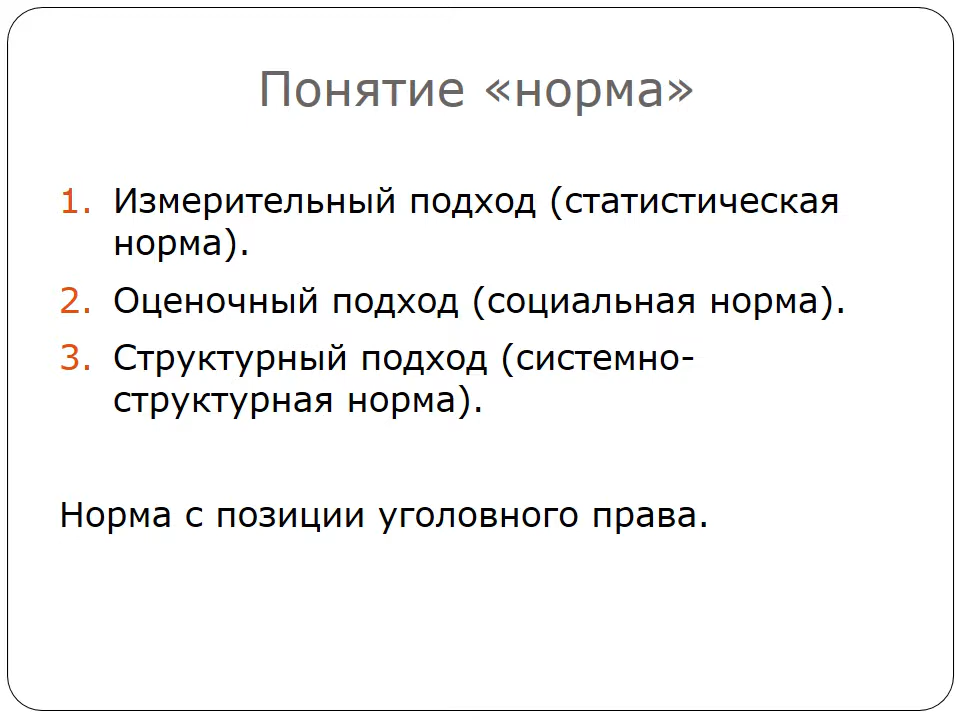 Понятие «норма»
1. Измерительный подход (статистическая
норма).
2. Оценочный подход (социальная норма).
3. Структурный подход (системно-
структурная норма).
Норма с позиции уголовного права.